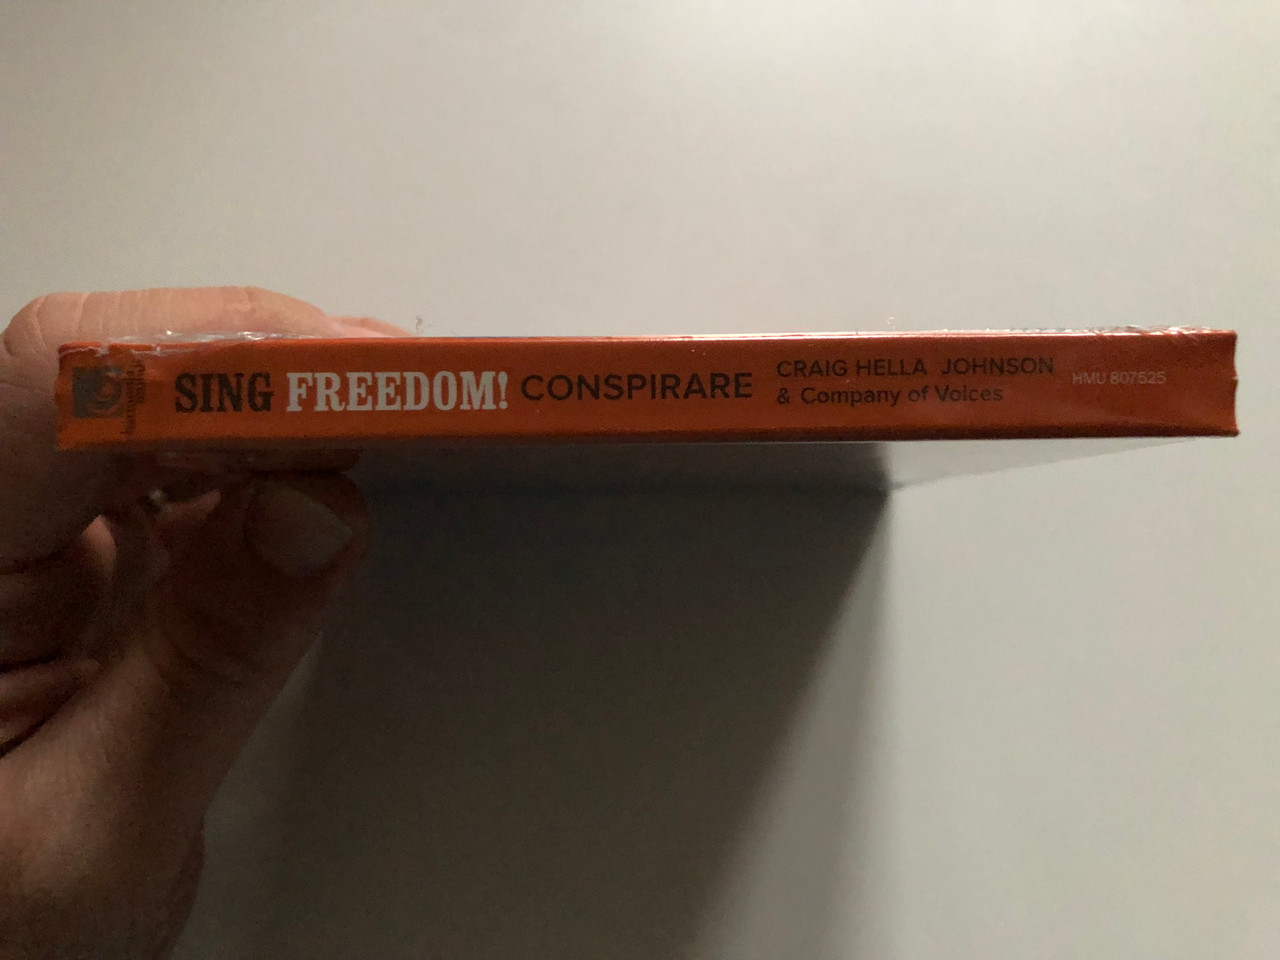 SING FREEDOM! CONSPIRARE
CRAIG HELLA JOHNSON
& Company of Voices
HMU 807525